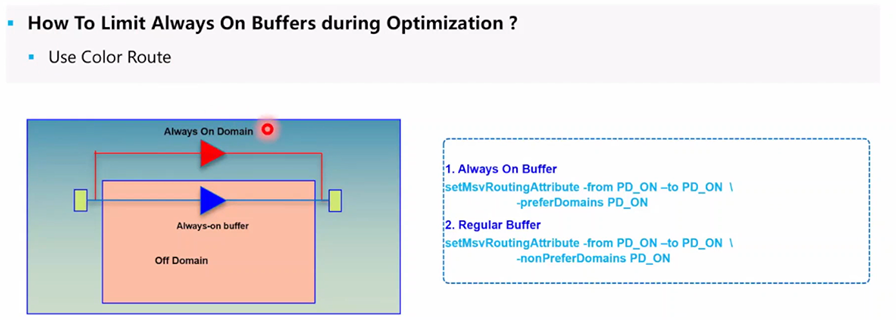 How To Limit Always On Buffers during Optimization ?
Use Color Route
Always On Domain
Always-on buffer
Off Domain
1. Always On Buffer
setMsvRoutingAttribute -from PD_ON –to PD_ON \
-preferDomains PD_ON
2. Regular Buffer
setMsvRoutingAttribute -from PD_ON –to PD_ON \
-nonPreferDomains PD_ON